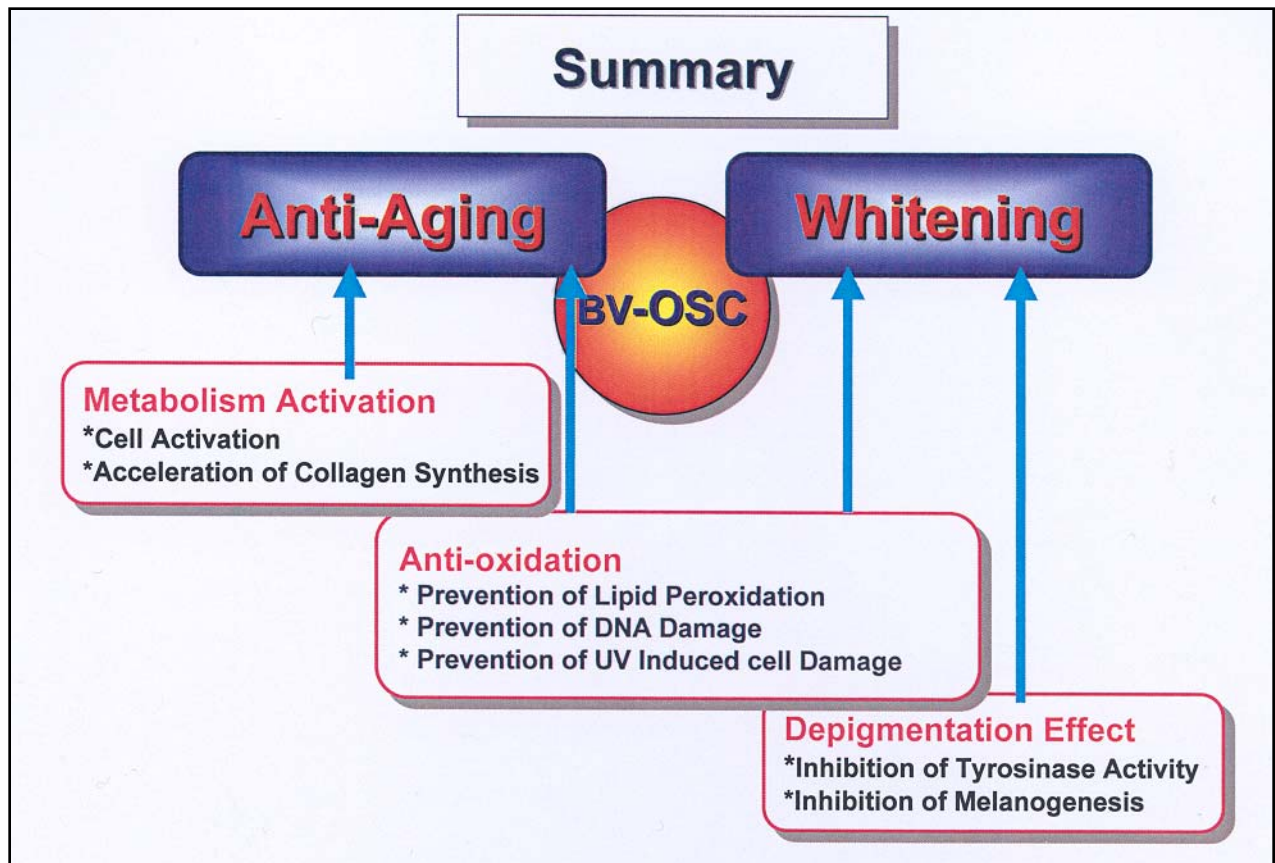 Summary
Anti-Aging
Whitening
BV-OSC
Metabolism Activation
*Cell Activation
*Acceleration of Collagen Synthesis
Anti-oxidation
* Prevention of Lipid Peroxidation
* Prevention of DNA Damage
* Prevention of UV Induced cell Damage
Depigmentation Effect
*Inhibition of Tyrosinase Activity
*Inhibition of Melanogenesis